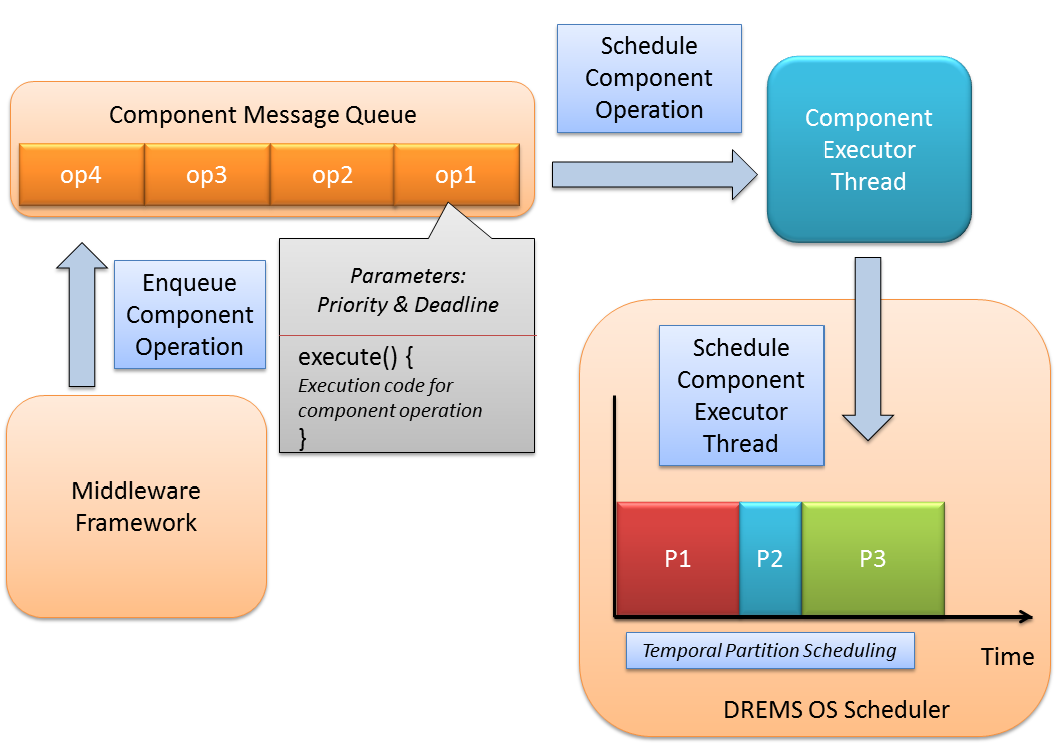 Schedule
Component
Operation
Component Message Queue
Component
Executor
Thread
op4
op3
op2
op1
Enqueue
Component
Operation
Parameters:
Priority & Deadline
execute() {
Execution code for
component operation
}
Schedule
Component
Executor
Thread
Middleware
Framework
P1
P2
P3
Temporal Partition Scheduling
Time
DREMS OS Scheduler